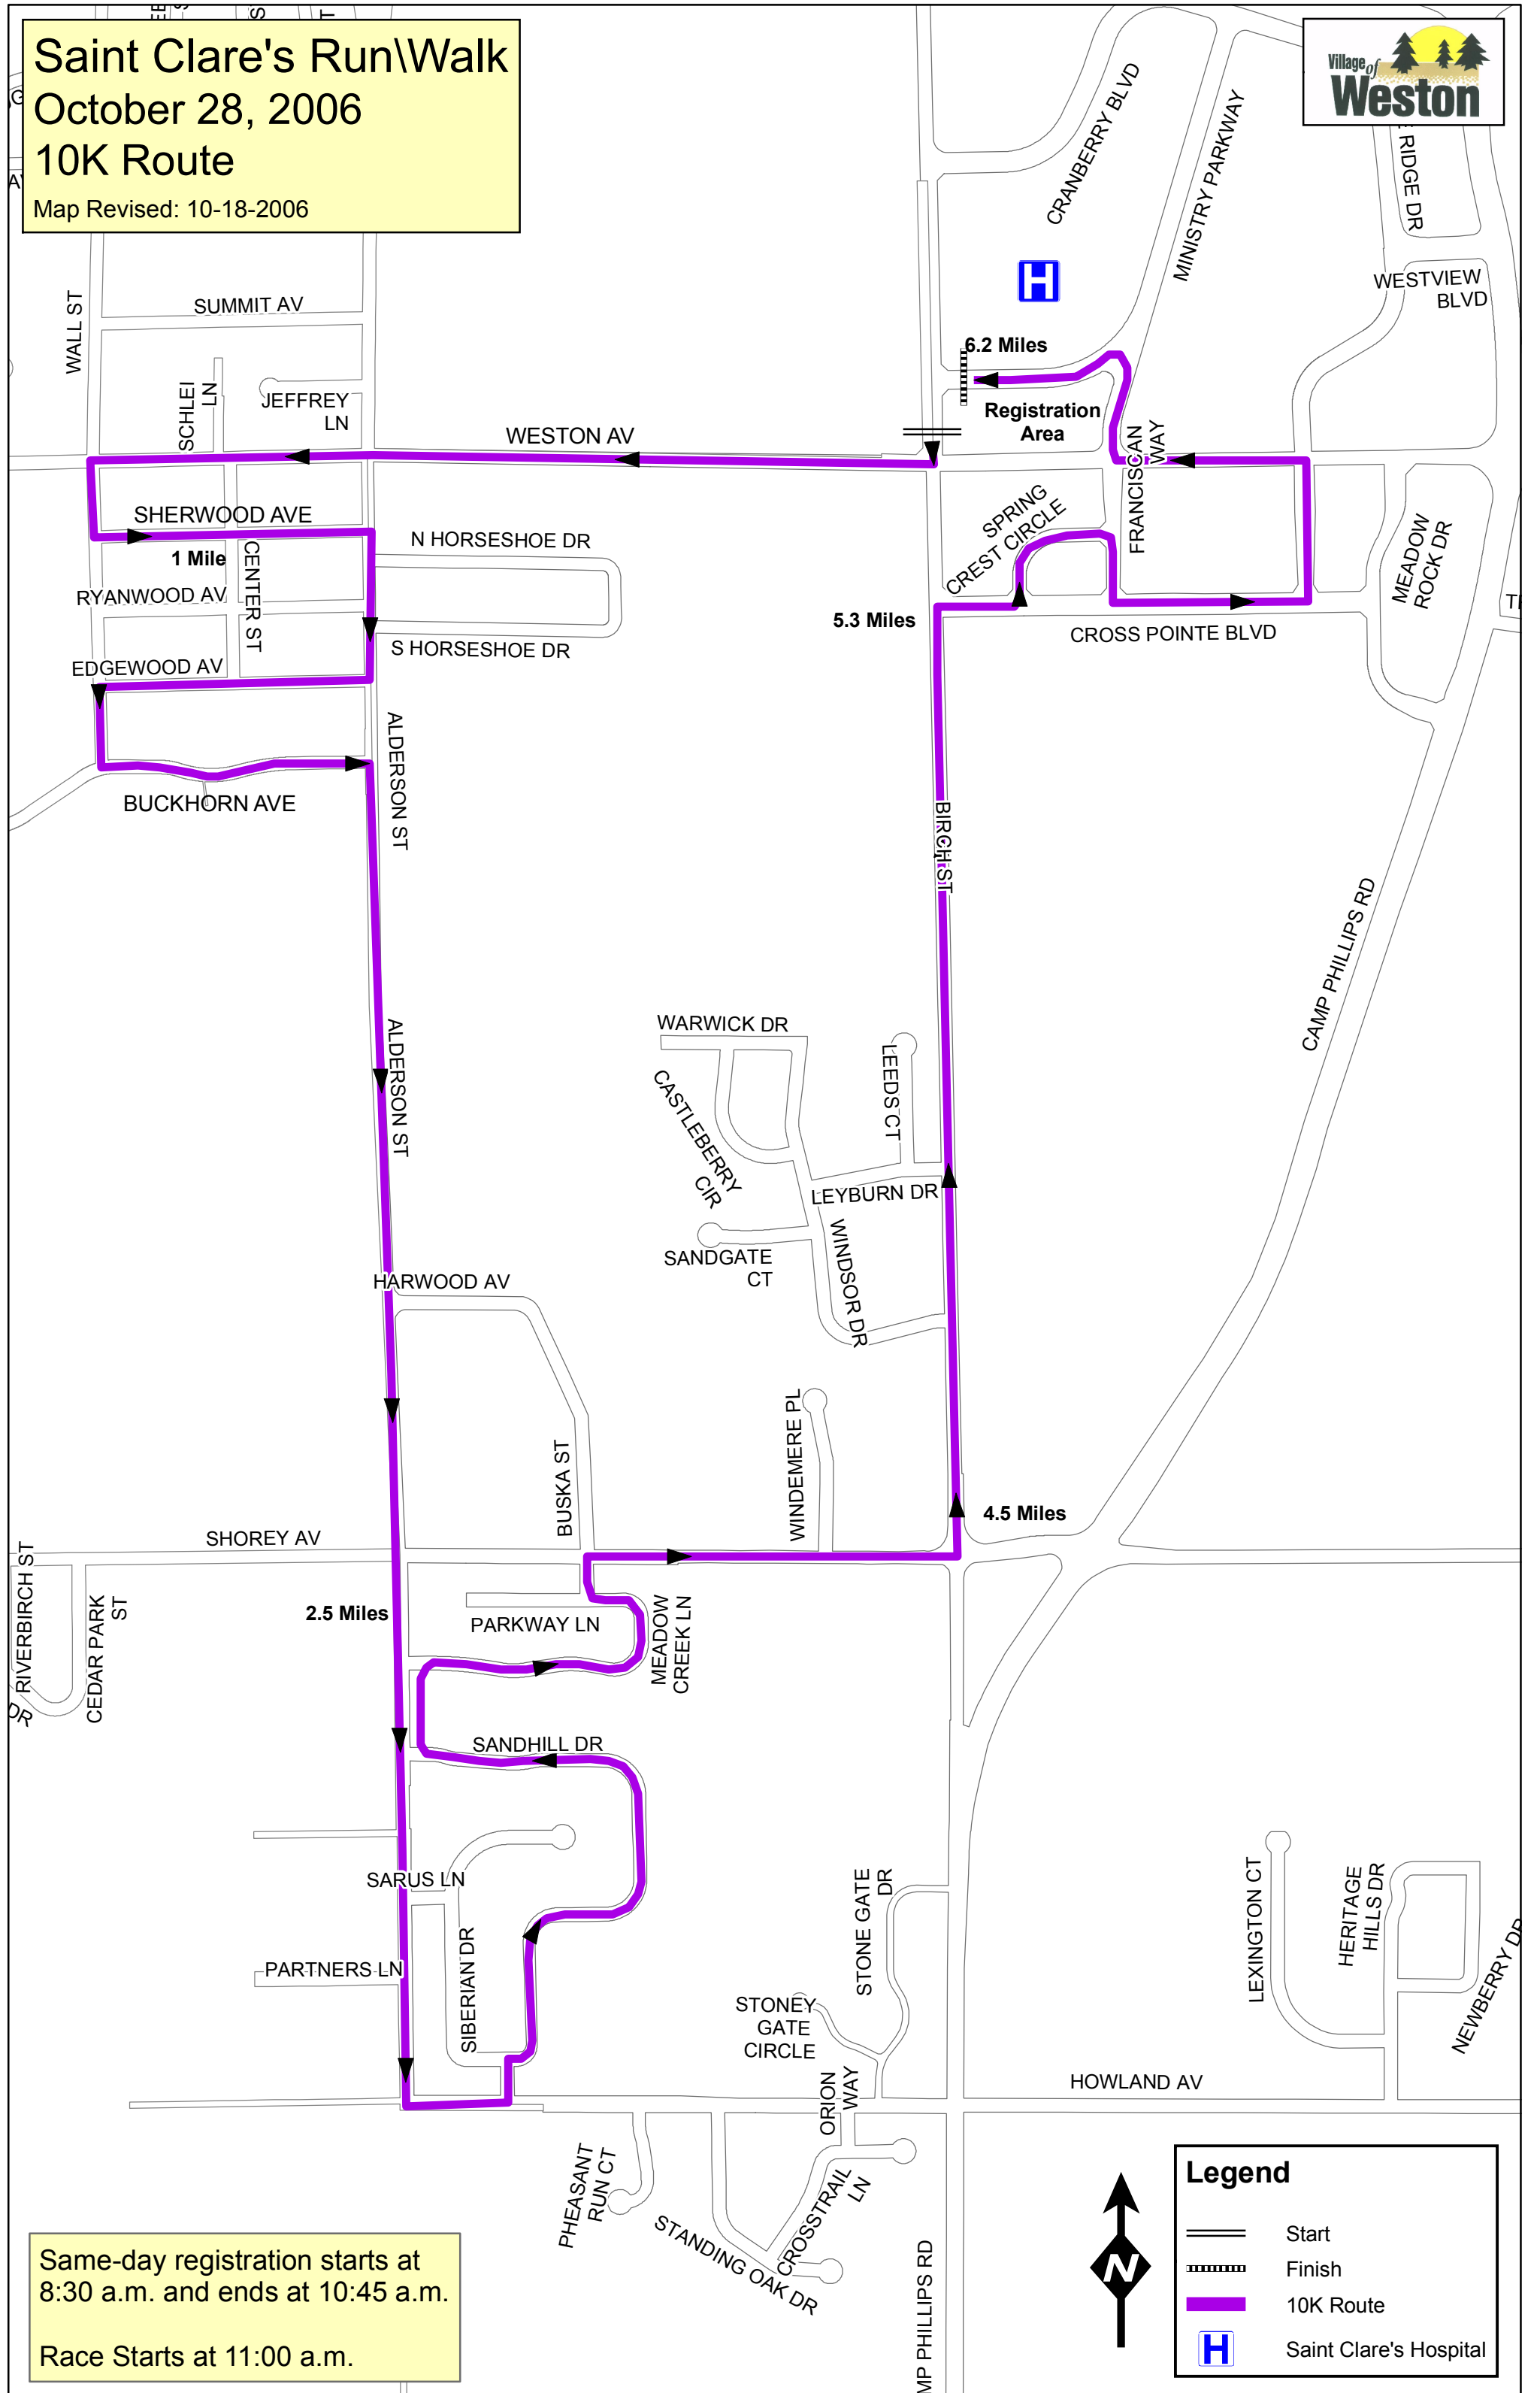 Saint Clare's Run\Walk
October 28, 2006
10K Route
Map Revised: 10-18-2006
Village of
Weston
CRANBERRY BLVD
MINISTRY PARKWAY
RIDGE DR
WESTVIEW
BLVD
WALL ST
SUMMIT AV
SCHLEI
LN
JEFFREY
LN
H
6.2 Miles
Registration
Area
WESTON AV
FRANCISCAN
WAY
SHERWOOD AVE
1 Mile
CENTER ST
N HORSESHOE DR
SPRING
CREST CIRCLE
MEADOW
ROCK DR
RYANWOOD AV
S HORSESHOE DR
5.3 Miles
CROSS POINTE BLVD
EDGEWOOD AV
ALDERSON ST
BUCKHORN AVE
BIRCH ST
CAMP PHILLIPS RD
ALDERSON ST
WARWICK DR
CASTLEBERRY
CIR
LEEDS CT
LEYBURN DR
SANDGATE
CT
WINDSOR DR
HARWOOD AV
BUSKA ST
WINDEMERE PL
4.5 Miles
SHOREY AV
RIVERBIRCH ST
CEDAR PARK
ST
DR
2.5 Miles
PARKWAY LN
MEADOW
CREEK LN
SANDHILL DR
SARUS LN
SIBERIAN DR
PARTNERS LN
STONE GATE
DR
STONEY
GATE
CIRCLE
ORION
WAY
LEXINGTON CT
HERITAGE
HILLS DR
NEWBERRY DR
HOWLAND AV
PHEASANT
RUN CT
STANDING OAK DR
CROSSTRAIL
LN
MP PHILLIPS RD
N
Legend
Start
Finish
10K Route
H
Saint Clare's Hospital
Same-day registration starts at
8:30 a.m. and ends at 10:45 a.m.
Race Starts at 11:00 a.m.